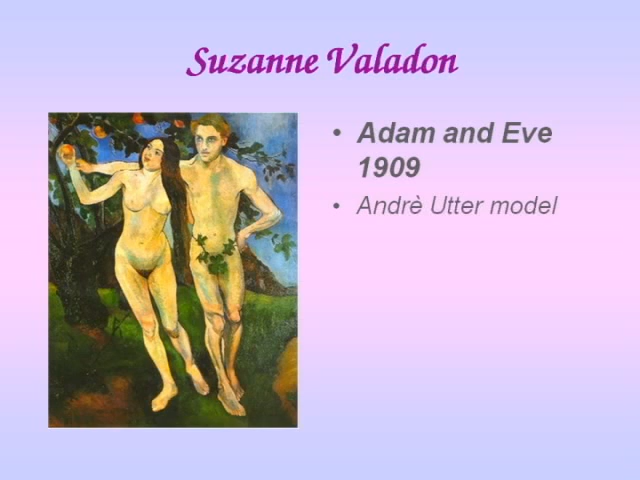 Suzanne Valadon
• Adam and Eve
1909
• Andrè Utter model